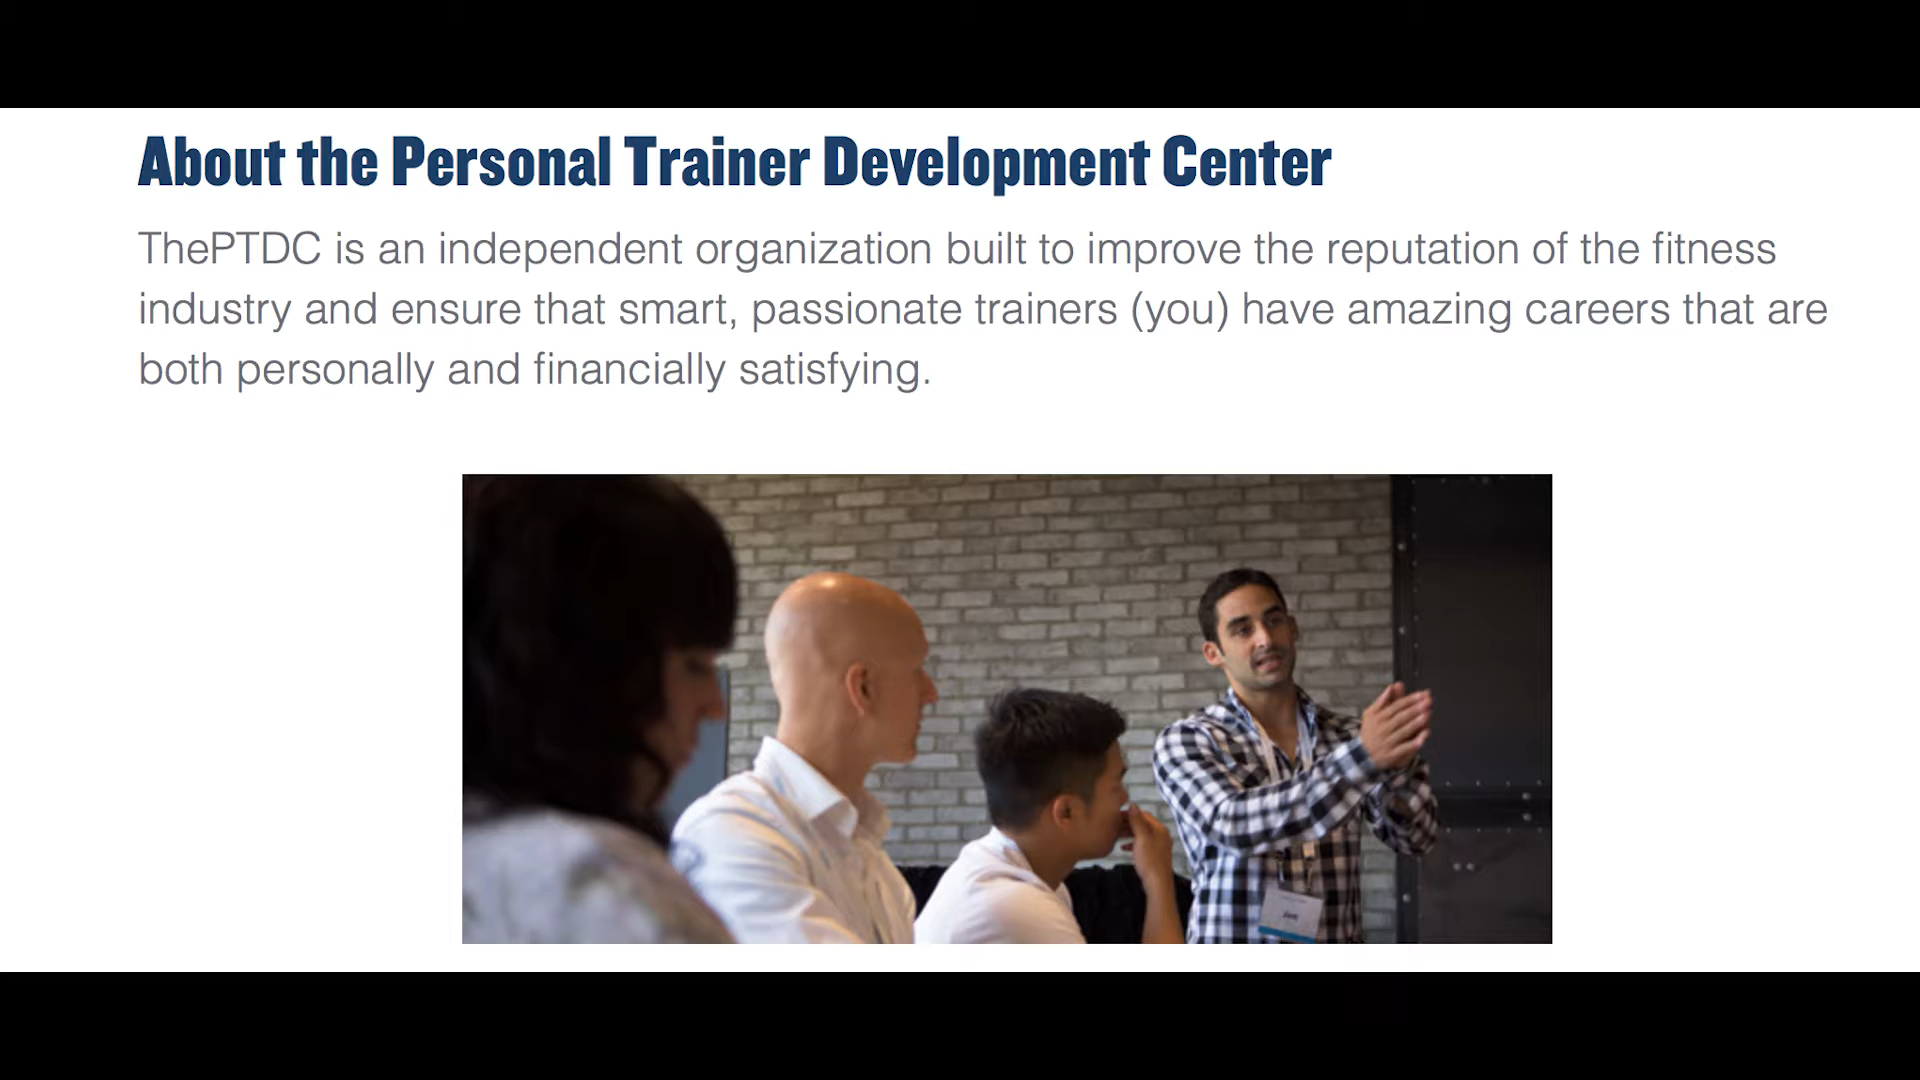 About the Personal Trainer Development Center
ThePTDC is an independent organization built to improve the reputation of the fitness
industry and ensure that smart, passionate trainers (you) have amazing careers that are
both personally and financially satisfying.